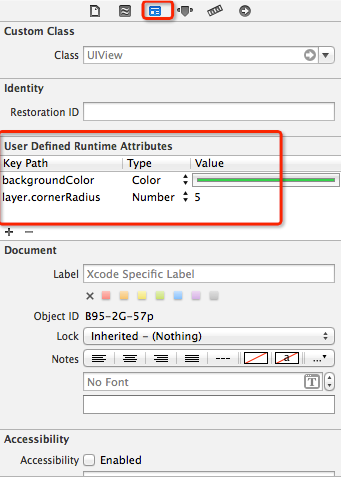 Custom Class
Class UIView
Identity
Restoration ID
User Defined Runtime Attributes
Key Path Type Value
backgroundColor Color
layer.cornerRadius Number 5
+ −
Document
Label Xcode Specific Label
Object ID B95-2G-57p
Lock Inherited - (Nothing)
Notes --- a ...
No Font T
Accessibility
Accessibility Enabled